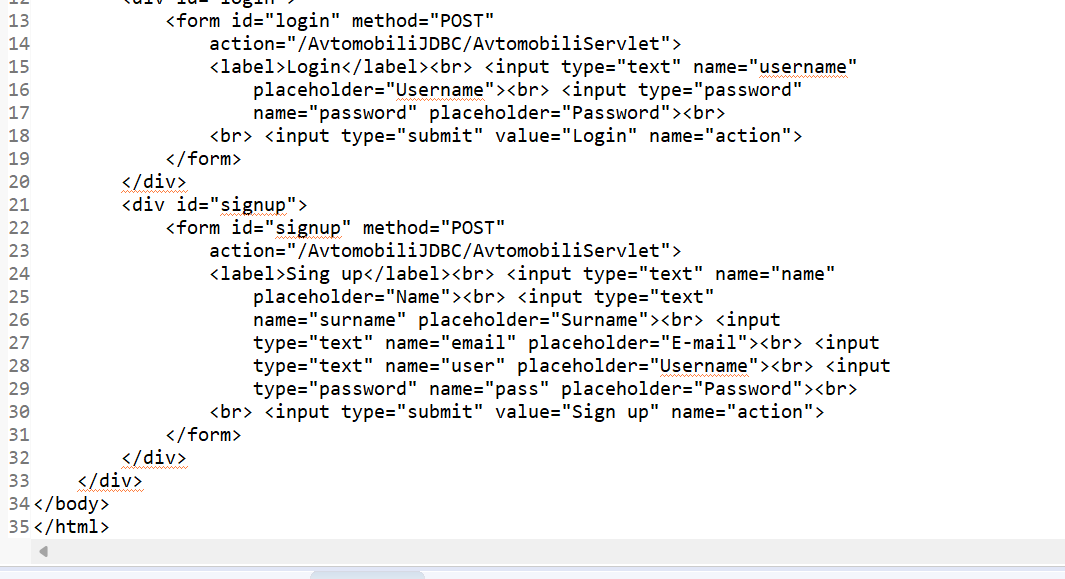 12 <div id="login">
13 <form id="login" method="POST"
14 action="/AvtomobiliJDBC/AvtomobiliServlet">
15 <label>Login</label><br> <input type="text" name="username"
16 placeholder="Username"><br> <input type="password"
17 name="password" placeholder="Password"><br>
18 <br> <input type="submit" value="Login" name="action">
19 </form>
20 </div>
21 <div id="signup">
22 <form id="signup" method="POST"
23 action="/AvtomobiliJDBC/AvtomobiliServlet">
24 <label>Sing up</label><br> <input type="text" name="name"
25 placeholder="Name"><br> <input type="text"
26 name="surname" placeholder="Surname"><br> <input
27 type="text" name="email" placeholder="E-mail"><br> <input
28 type="text" name="user" placeholder="Username"><br> <input
29 type="password" name="pass" placeholder="Password"><br>
30 <br> <input type="submit" value="Sign up" name="action">
31 </form>
32 </div>
33 </div>
34 </body>
35 </html>